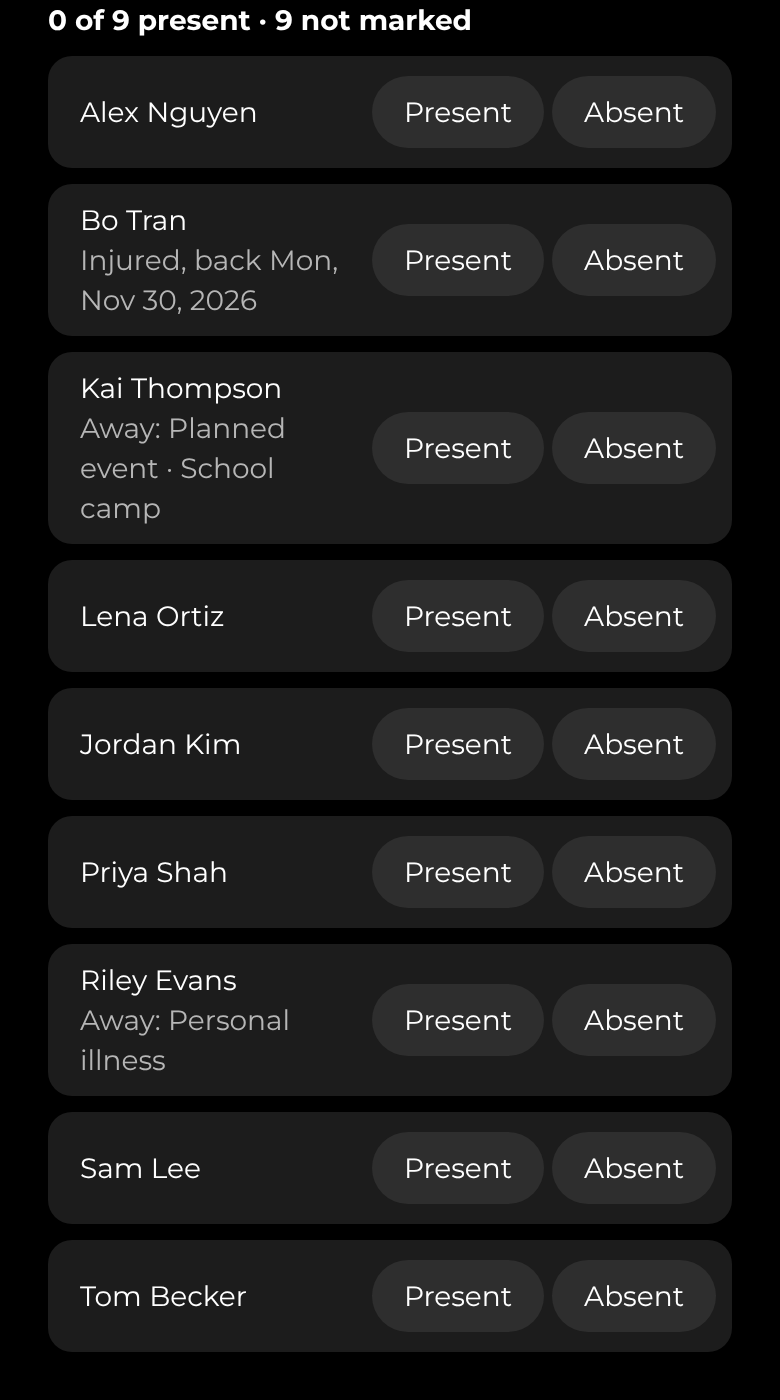 0 of 9 present · 9 not marked
Alex Nguyen
Present
Absent
Bo Tran
Injured, back Mon,
Nov 30, 2026
Present
Absent
Kai Thompson
Away: Planned
event · School
camp
Present
Absent
Lena Ortiz
Present
Absent
Jordan Kim
Present
Absent
Priya Shah
Present
Absent
Riley Evans
Away: Personal
illness
Present
Absent
Sam Lee
Present
Absent
Tom Becker
Present
Absent